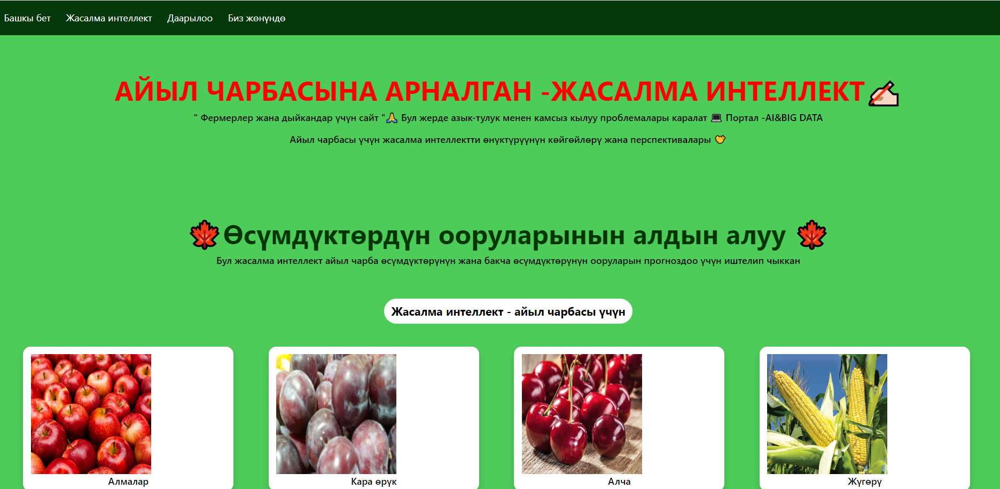 Башкы бет Жасалма интеллект Даарылоо Биз жөнүндө
АЙЫЛ ЧАРБАСЫНА АРНАЛГАН -ЖАСАЛМА ИНТЕЛЛЕКТ✍🏻
" Фермерлер жана дыйкандар үчүн сайт "🙏 Бул жерде азык-тулук менен камсыз кылуу проблемалары каралат 💻 Портал -AI&BIG DATA
Айыл чарбасы үчүн жасалма интеллектти өнүктүрүүнүн көйгөйлөрү жана перспективалары 🤝
🍁Өсүмдүктөрдүн ооруларынын алдын алуу 🍁
Бул жасалма интеллект айыл чарба өсүмдүктөрүнүн жана бакча өсүмдүктөрүнүн ооруларын прогноздоо үчүн иштелип чыккан
Жасалма интеллект - айыл чарбасы үчүн
Алмалар
Кара өрүк
Алча
Жүгөрү